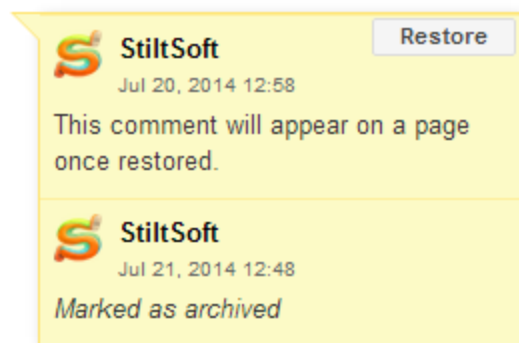 StiltSoft
Restore
Jul 20, 2014 12:58
This comment will appear on a page
once restored.
StiltSoft
Jul 21, 2014 12:48
Marked as archived